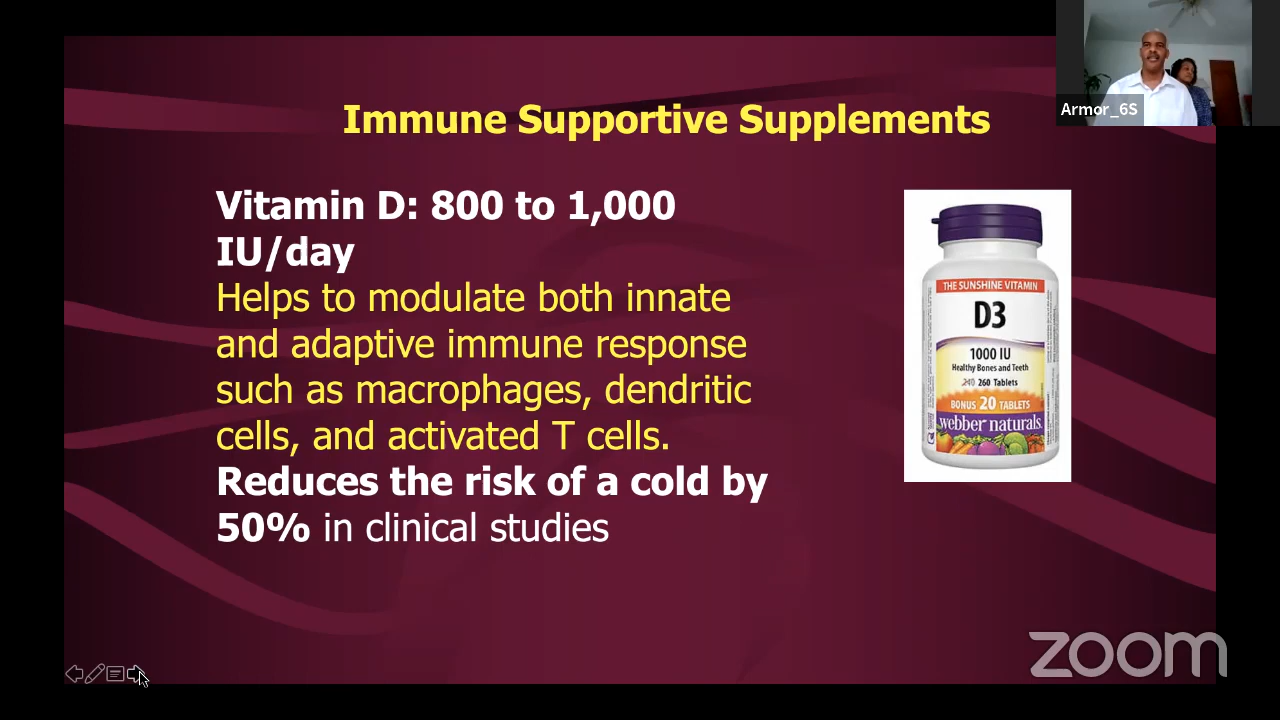 Immune Supportive Supplements
Armor_6S
Vitamin D: 800 to 1,000
IU/day
Helps to modulate both innate
and adaptive immune response
such as macrophages, dendritic
cells, and activated T cells.
Reduces the risk of a cold by
50% in clinical studies
THE SUNSHINE VITAMIN
D3
1000 IU
Healthy Bones and Teeth
240 260 Tablets
BONUS 20 TABLETS
webber naturals
zoom